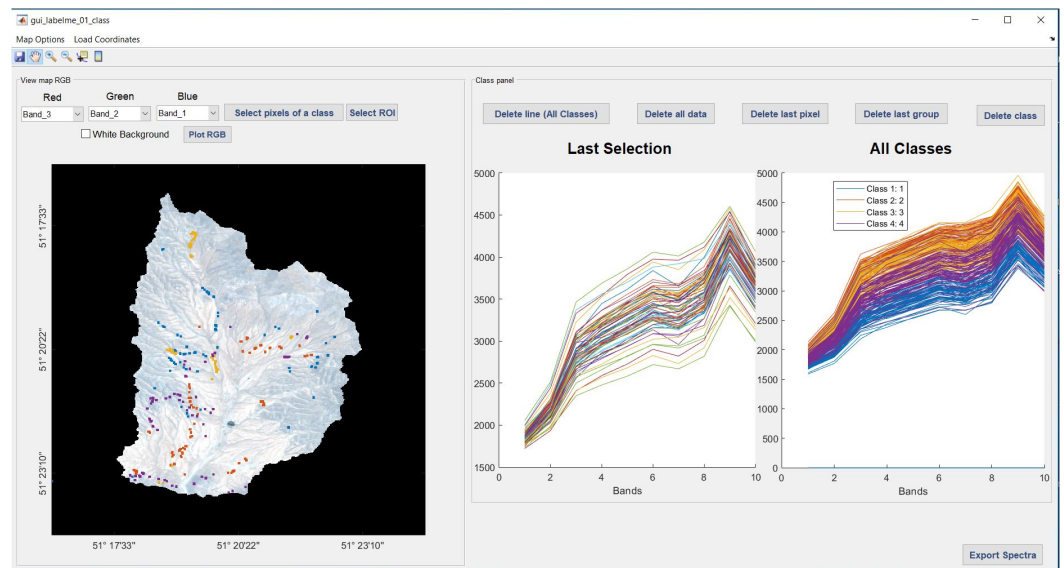 gui_labelme_01_class
Map Options Load Coordinates
View map RGB
Red Green Blue
Band_3 Band_2 Band_1 Select pixels of a class Select ROI
White Background Plot RGB
51° 17'33"
51° 20'22"
51° 23'10"
51° 17'33" 51° 20'22" 51° 23'10"
Class panel
Delete line (All Classes) Delete all data Delete last pixel Delete last group Delete class
Last Selection
5000
4500
4000
3500
3000
2500
2000
1500
0 2 4 6 8 10
Bands
All Classes
5000
4500
4000
3500
3000
2500
2000
1500
1000
500
0
0 2 4 6 8 10
Bands
Class 1: 1
Class 2: 2
Class 3: 3
Class 4: 4
Export Spectra